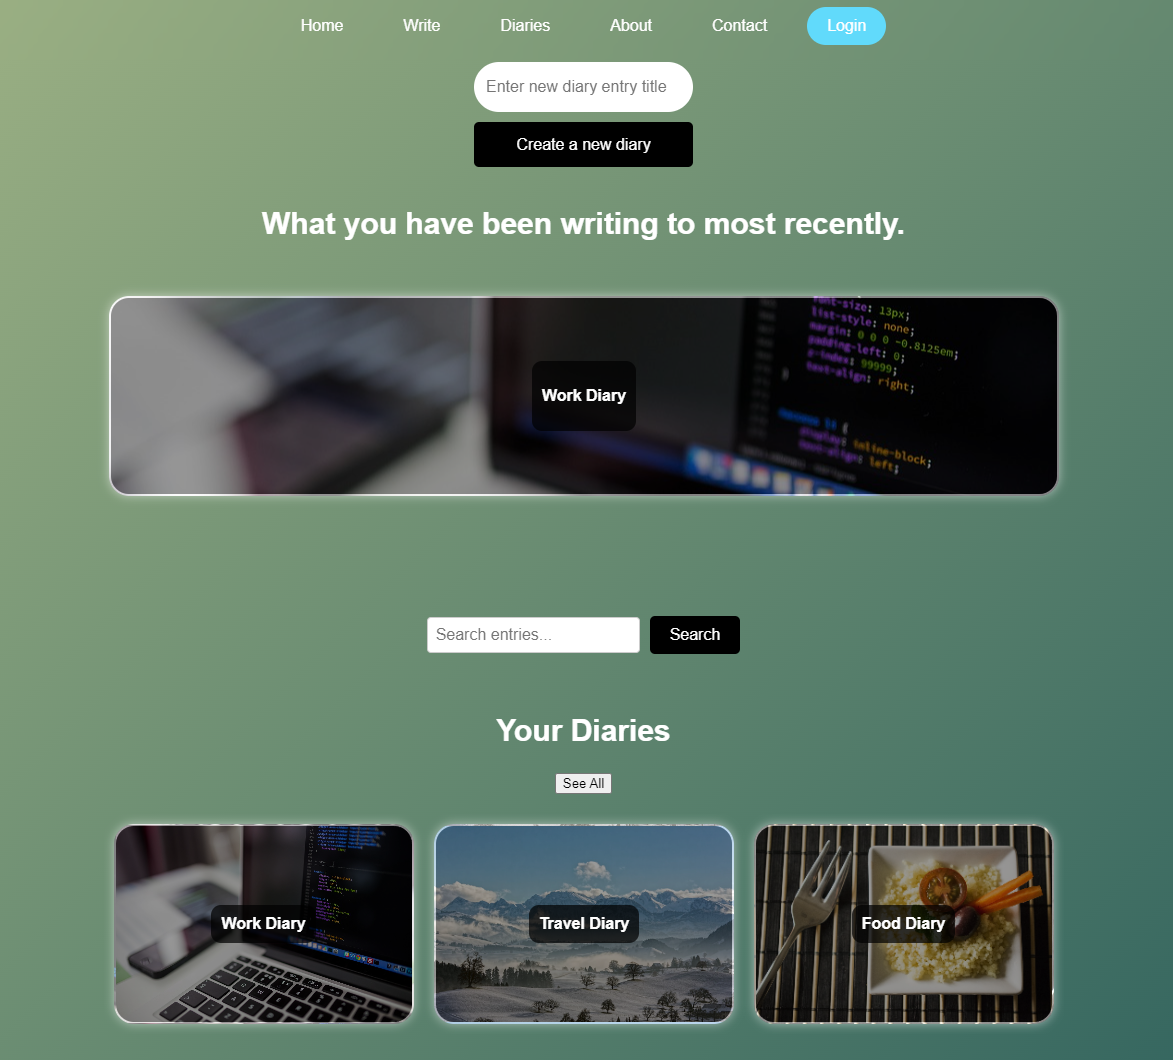 Home Write Diaries About Contact Login
Enter new diary entry title
Create a new diary
What you have been writing to most recently.
font-size: 13px;
list-style: none;
margin: 0 0 0 -0.8125em;
padding-left: 0;
z-index: 99999;
text-align: right;
}
display: inline-block;
text-align: left;
Work Diary
Search entries... Search
Your Diaries
See All
Work Diary Travel Diary Food Diary